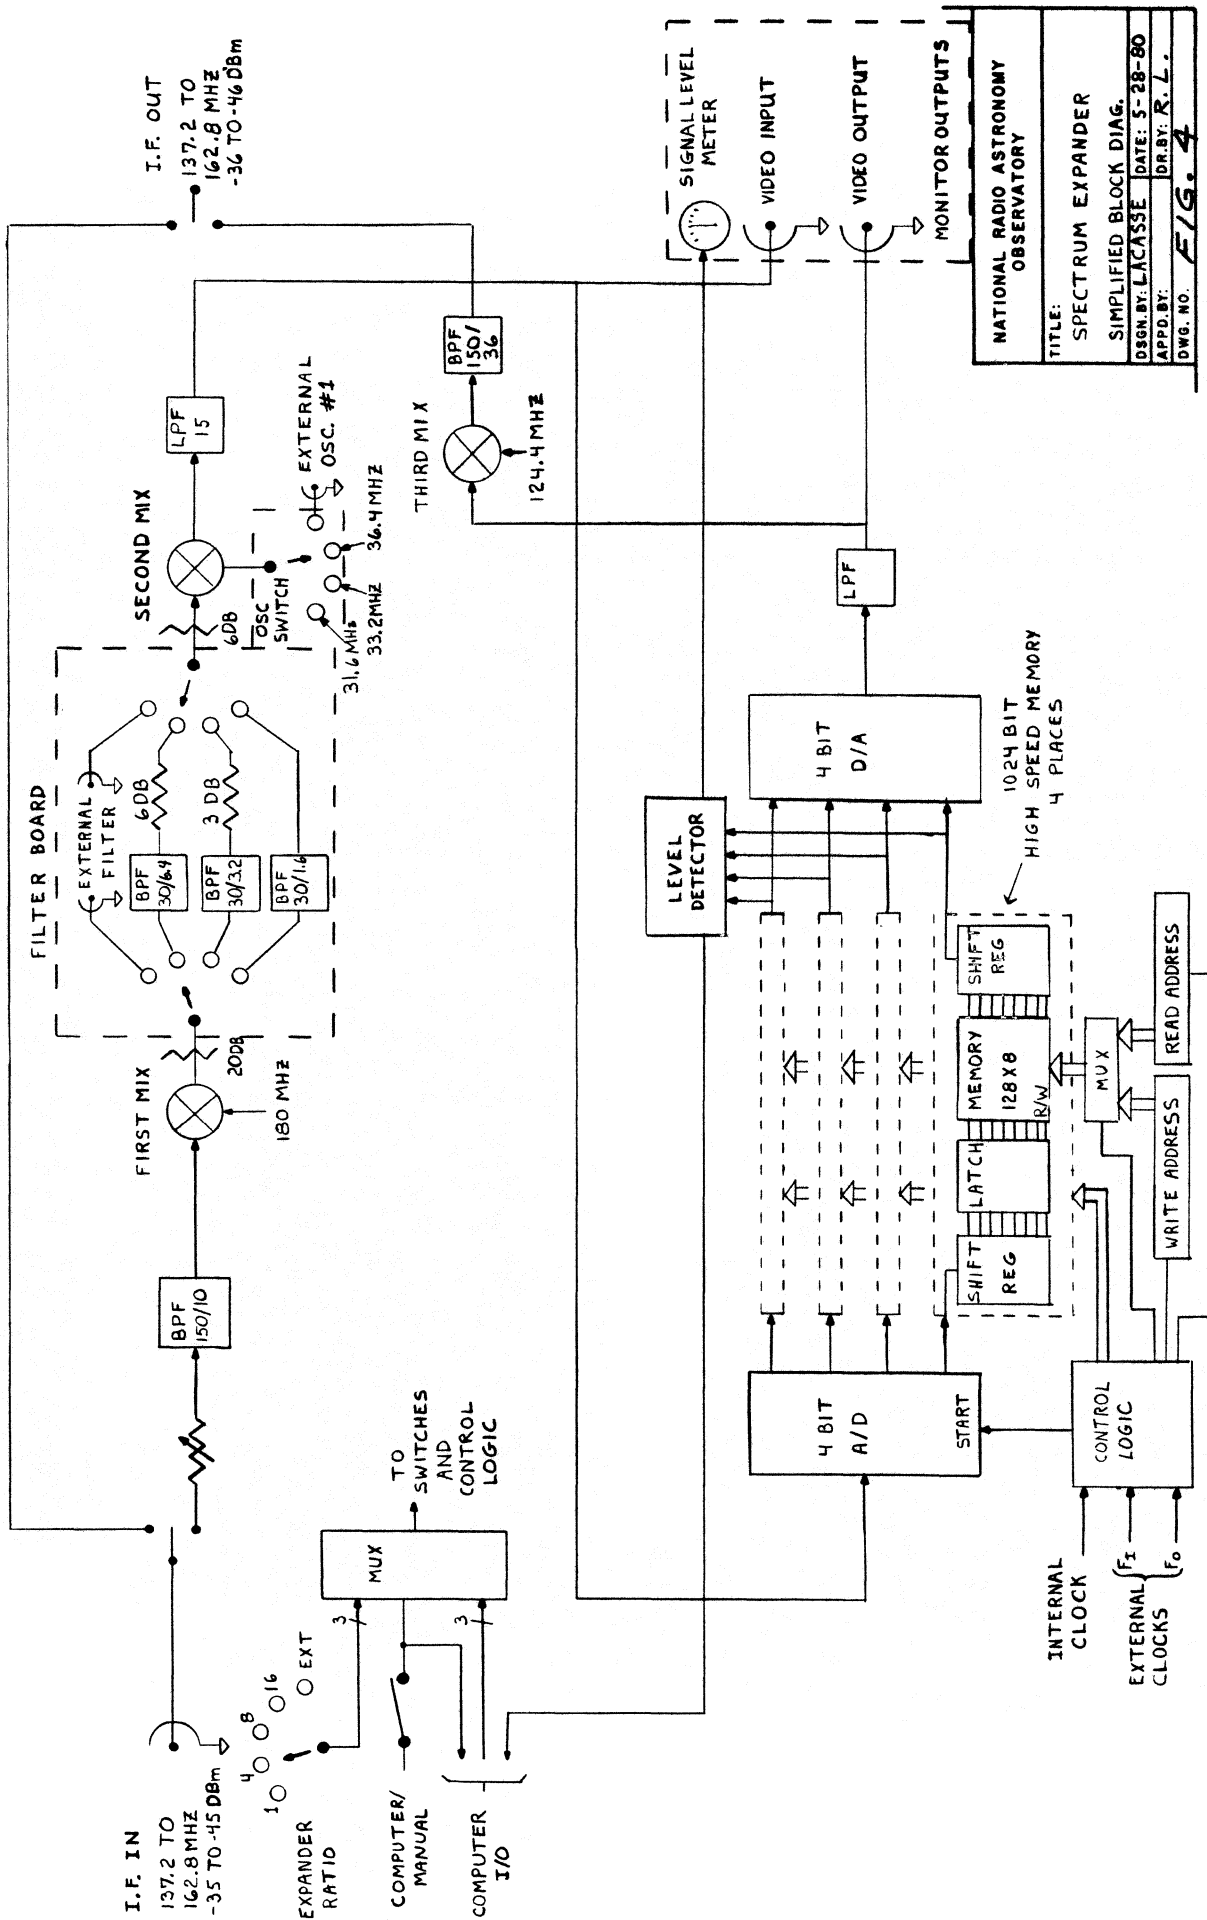 I.F. IN
137.2 TO
162.8 MHZ
-35 TO -45 DBm
BPF
150/10
FIRST MIX
180 MHZ
20DB
FILTER BOARD
EXTERNAL
FILTER
BPF
30/6.4
6DB
BPF
30/3.2
3 DB
BPF
30/1.6
6DB
SECOND MIX
OSC
SWITCH
31.6 MHZ
33.2MHZ
36.4 MHZ
EXTERNAL
OSC. #1
LPF
15
I.F. OUT
137.2 TO
162.8 MHZ
-36 TO -46 DBm
EXPANDER
RATIO
1
4
8
16
EXT
3
MUX
TO
SWITCHES
AND
CONTROL
LOGIC
COMPUTER/
MANUAL
COMPUTER
I/O
3
THIRD MIX
124.4 MHZ
BPF
150/
36
LEVEL
DETECTOR
SIGNAL LEVEL
METER
VIDEO INPUT
VIDEO OUTPUT
MONITOR OUTPUTS
4 BIT
A/D
START
4 BIT
D/A
LPF
SHIFT
REG
LATCH
MEMORY
128 X 8
R/W
SHIFT
REG
1024 BIT
HIGH SPEED MEMORY
4 PLACES
MUX
WRITE ADDRESS
READ ADDRESS
CONTROL
LOGIC
INTERNAL
CLOCK
EXTERNAL
CLOCKS
FI
FO
NATIONAL RADIO ASTRONOMY
OBSERVATORY
TITLE:
SPECTRUM EXPANDER
SIMPLIFIED BLOCK DIAG.
DSGN.BY: LACASSE DATE: 5-28-80
APPD.BY: DR.BY: R.L.
DWG. NO. FIG. 4